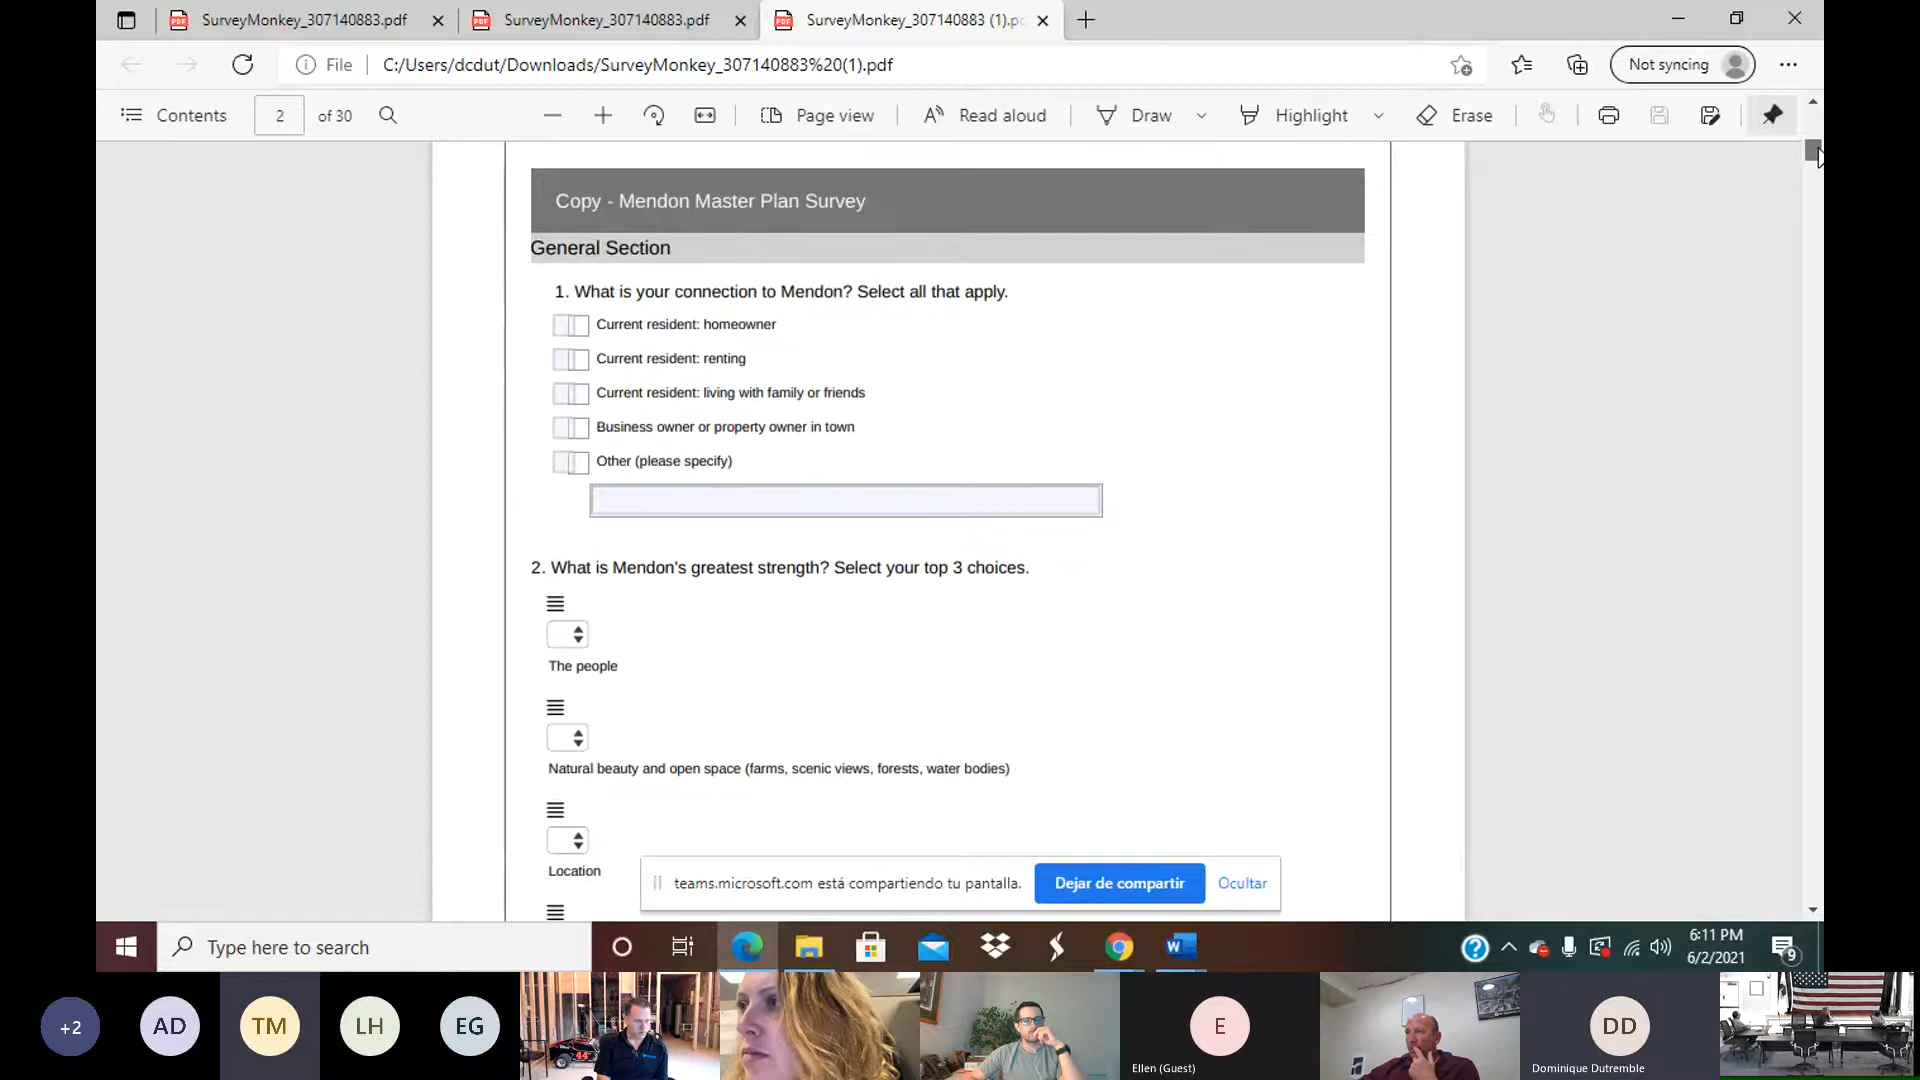 SurveyMonkey_307140883.pdf
SurveyMonkey_307140883.pdf
SurveyMonkey_307140883 (1).pd
File
C:/Users/dcdut/Downloads/SurveyMonkey_307140883%20(1).pdf
Not syncing
Contents
2
of 30
Page view
Read aloud
Draw
Highlight
Erase
Copy - Mendon Master Plan Survey
General Section
1. What is your connection to Mendon? Select all that apply.
Current resident: homeowner
Current resident: renting
Current resident: living with family or friends
Business owner or property owner in town
Other (please specify)
2. What is Mendon's greatest strength? Select your top 3 choices.
The people
Natural beauty and open space (farms, scenic views, forests, water bodies)
Location
teams.microsoft.com está compartiendo tu pantalla.
Dejar de compartir
Ocultar
Type here to search
6:11 PM
6/2/2021
9
+2
AD
TM
LH
EG
44
E
Ellen (Guest)
DD
Dominique Dutremble